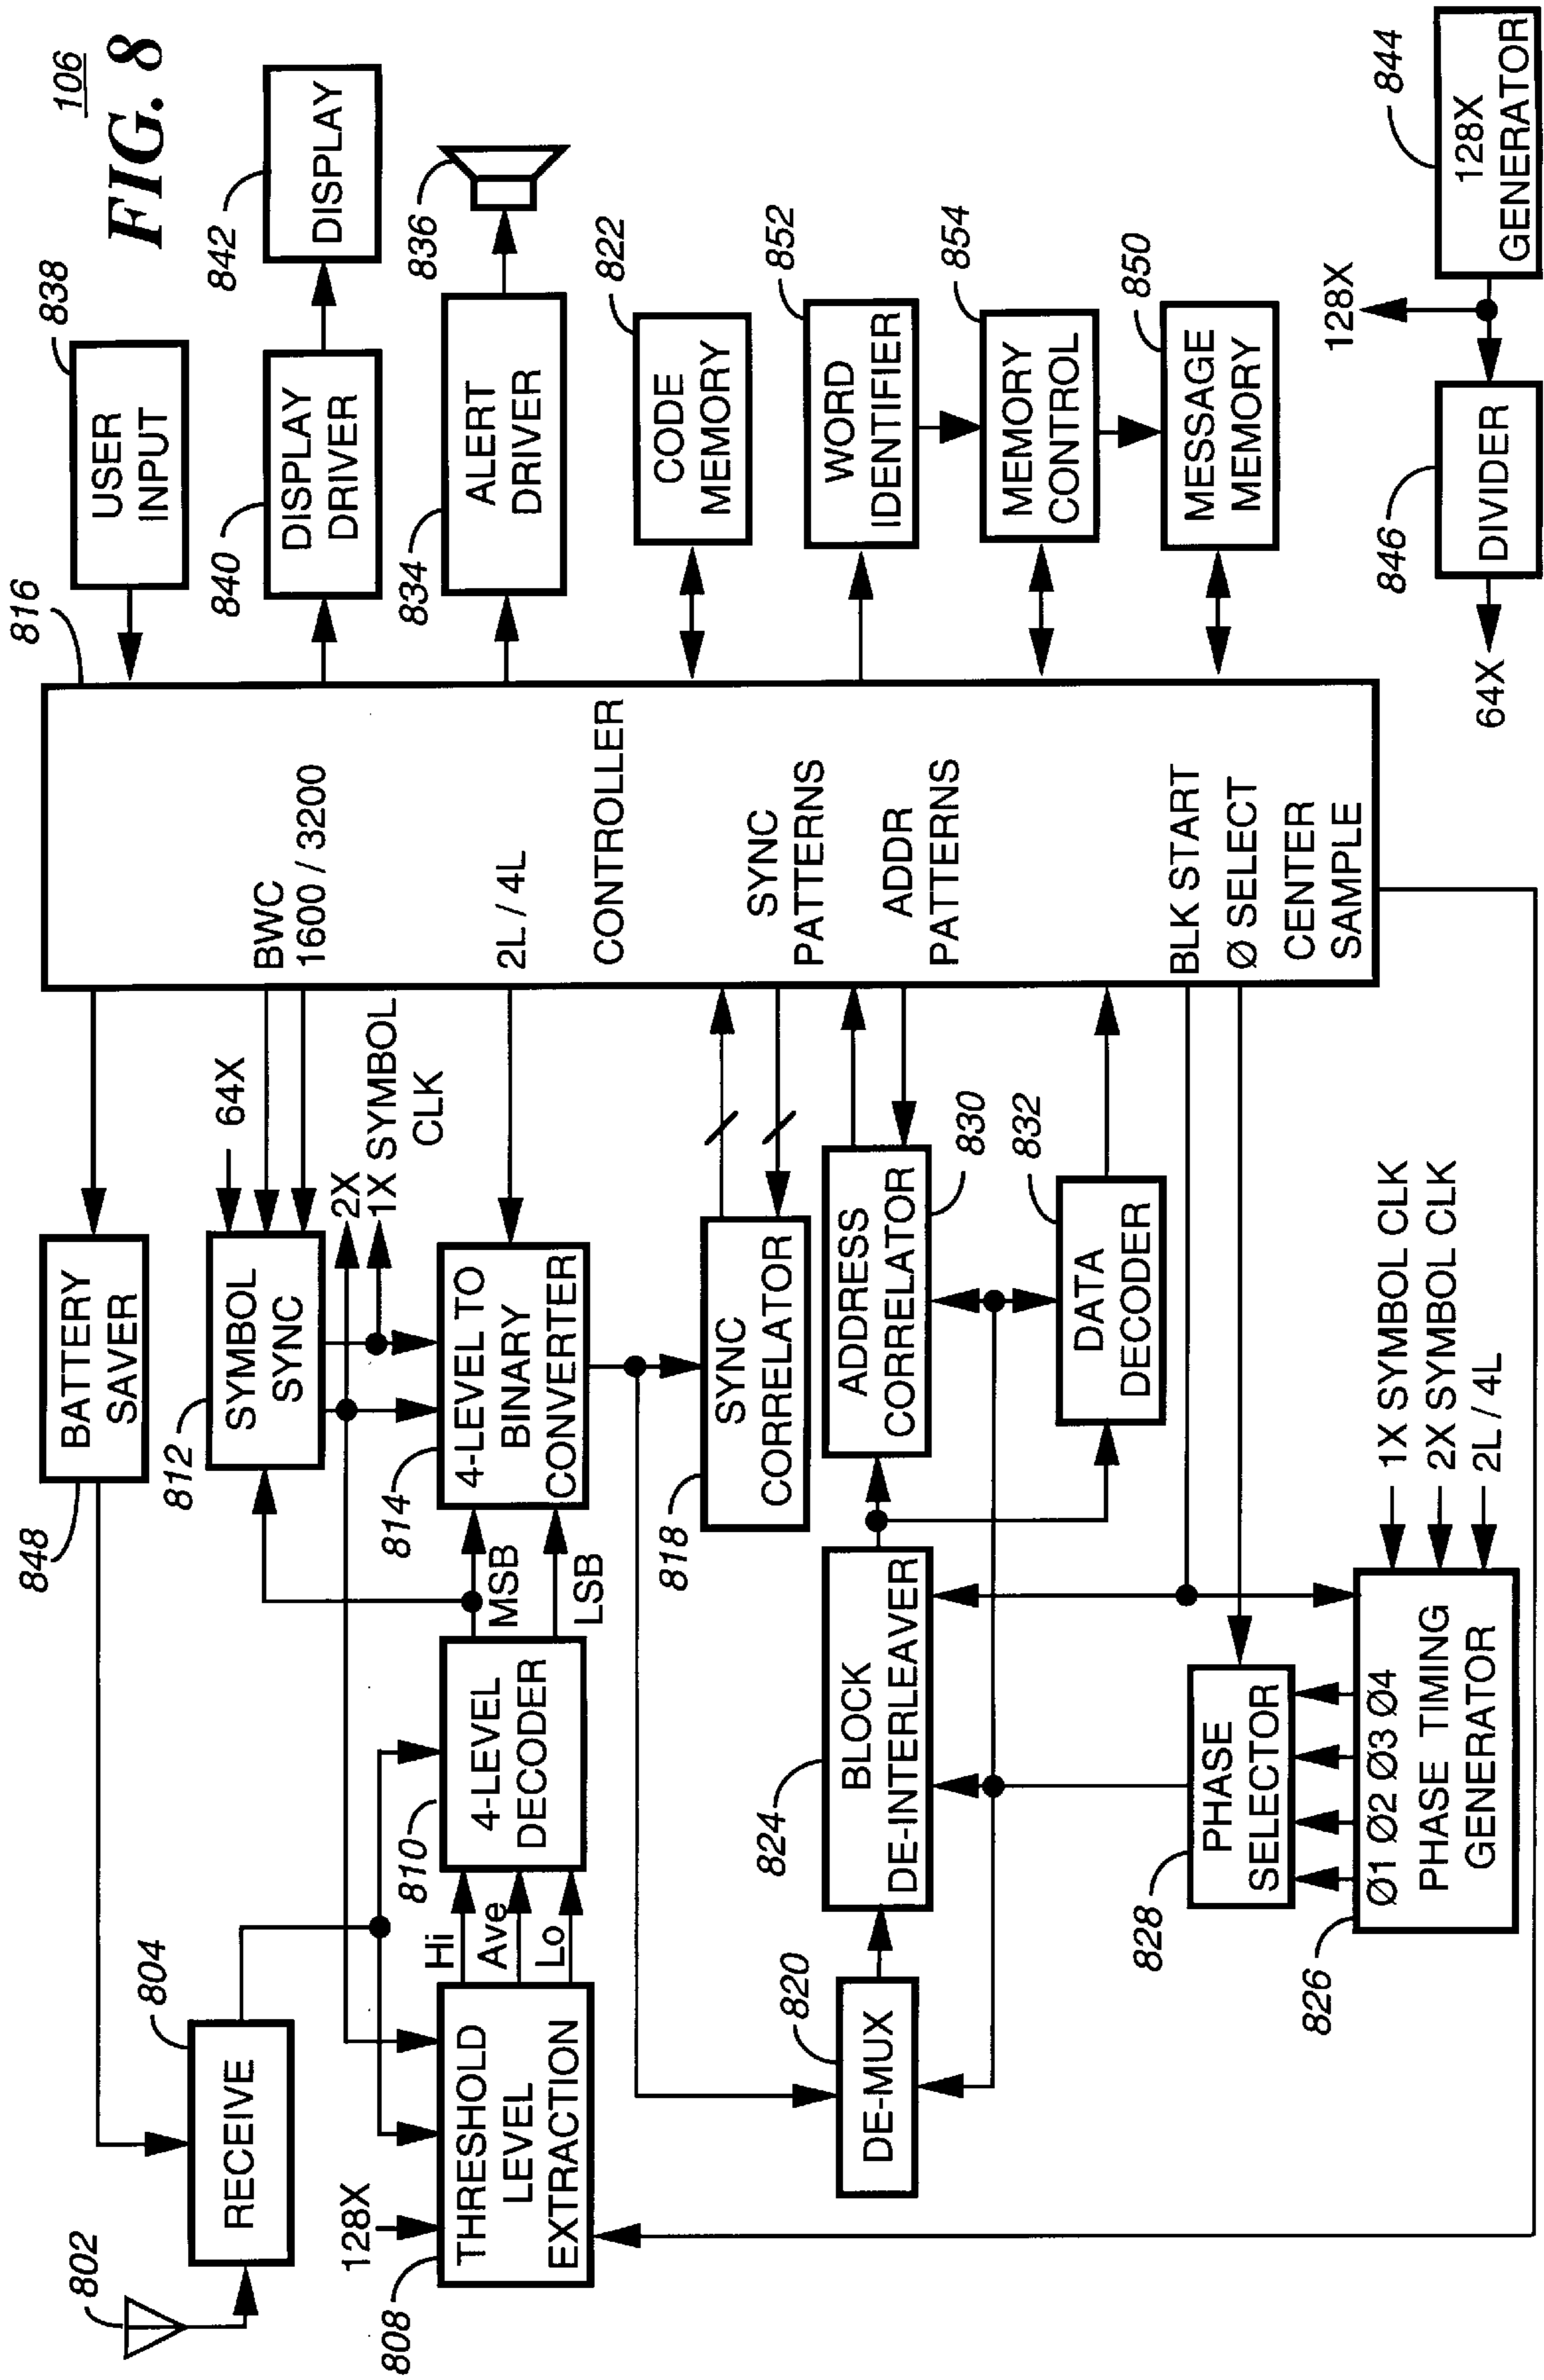 106
FIG. 8
802
804
RECEIVE
848
BATTERY
SAVER
816
838
USER
INPUT
812
SYMBOL
SYNC
64X
BWC
1600 / 3200
2X
1X SYMBOL
CLK
840
DISPLAY
DRIVER
842
DISPLAY
128X
808
THRESHOLD
LEVEL
EXTRACTION
Hi
Ave
Lo
810
4-LEVEL
DECODER
MSB
LSB
814
4-LEVEL TO
BINARY
CONVERTER
2L / 4L
CONTROLLER
834
ALERT
DRIVER
836
818
SYNC
CORRELATOR
SYNC
PATTERNS
822
CODE
MEMORY
820
DE-MUX
824
BLOCK
DE-INTERLEAVER
ADDRESS
CORRELATOR
830
ADDR
PATTERNS
852
WORD
IDENTIFIER
832
DATA
DECODER
854
MEMORY
CONTROL
850
MESSAGE
MEMORY
BLK START
Ø SELECT
CENTER
SAMPLE
828
PHASE
SELECTOR
826
Ø1 Ø2 Ø3 Ø4
PHASE TIMING
GENERATOR
1X SYMBOL CLK
2X SYMBOL CLK
2L / 4L
64X
846
DIVIDER
128X
844
128X
GENERATOR